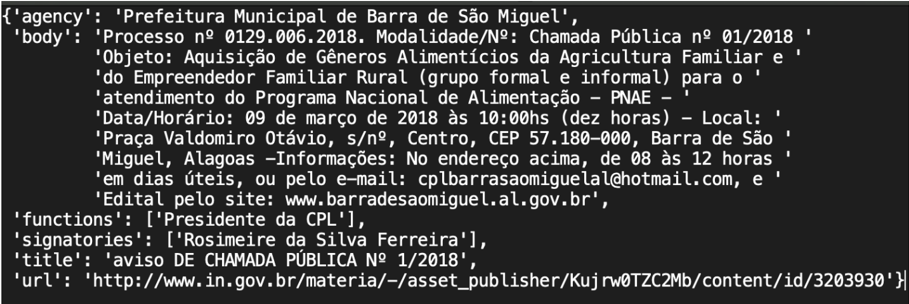 {'agency': 'Prefeitura Municipal de Barra de São Miguel',
'body': 'Processo nº 0129.006.2018. Modalidade/Nº: Chamada Pública nº 01/2018 '
'Objeto: Aquisição de Gêneros Alimentícios da Agricultura Familiar e '
'do Empreendedor Familiar Rural (grupo formal e informal) para o '
'atendimento do Programa Nacional de Alimentação - PNAE - '
'Data/Horário: 09 de março de 2018 às 10:00hs (dez horas) - Local: '
'Praça Valdomiro Otávio, s/nº, Centro, CEP 57.180-000, Barra de São '
'Miguel, Alagoas -Informações: No endereço acima, de 08 às 12 horas '
'em dias úteis, ou pelo e-mail: cplbarrasaomiguelal@hotmail.com, e '
'Edital pelo site: www.barradesaomiguel.al.gov.br',
'functions': ['Presidente da CPL'],
'signatories': ['Rosimeire da Silva Ferreira'],
'title': 'aviso DE CHAMADA PÚBLICA Nº 1/2018',
'url': 'http://www.in.gov.br/materia/-/asset_publisher/Kujrw0TZC2Mb/content/id/3203930'}